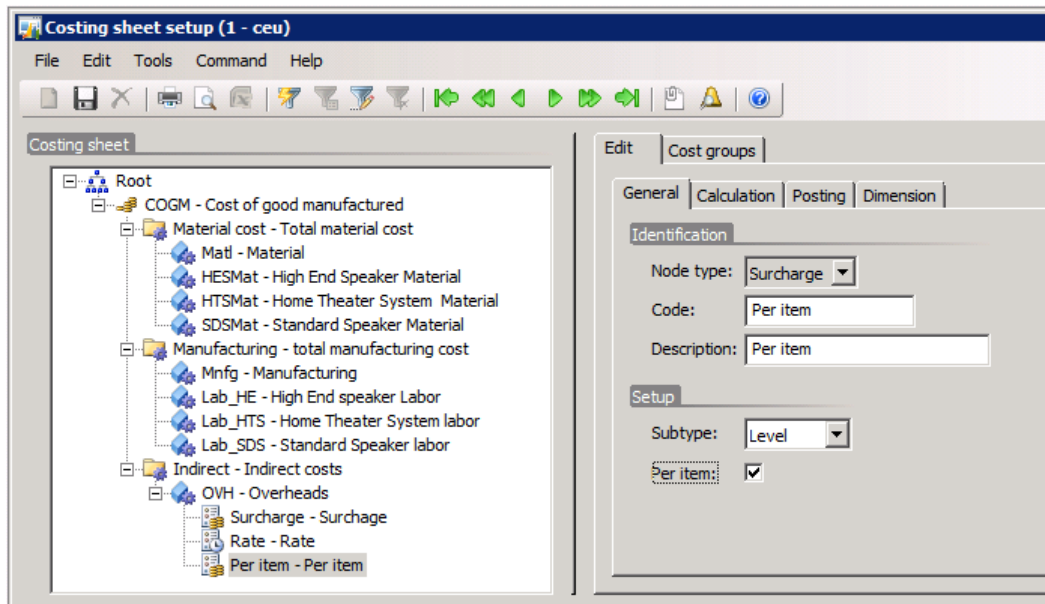 Costing sheet setup (1 - ceu)
File Edit Tools Command Help
Costing sheet
Root
COGM - Cost of good manufactured
Material cost - Total material cost
Matl - Material
HESMat - High End Speaker Material
HTSMat - Home Theater System Material
SDSMat - Standard Speaker Material
Manufacturing - total manufacturing cost
Mnfg - Manufacturing
Lab_HE - High End speaker Labor
Lab_HTS - Home Theater System labor
Lab_SDS - Standard Speaker labor
Indirect - Indirect costs
OVH - Overheads
Surcharge - Surchage
Rate - Rate
Per item - Per item
Edit Cost groups
General Calculation Posting Dimension
Identification
Node type: Surcharge
Code: Per item
Description: Per item
Setup
Subtype: Level
Per item: